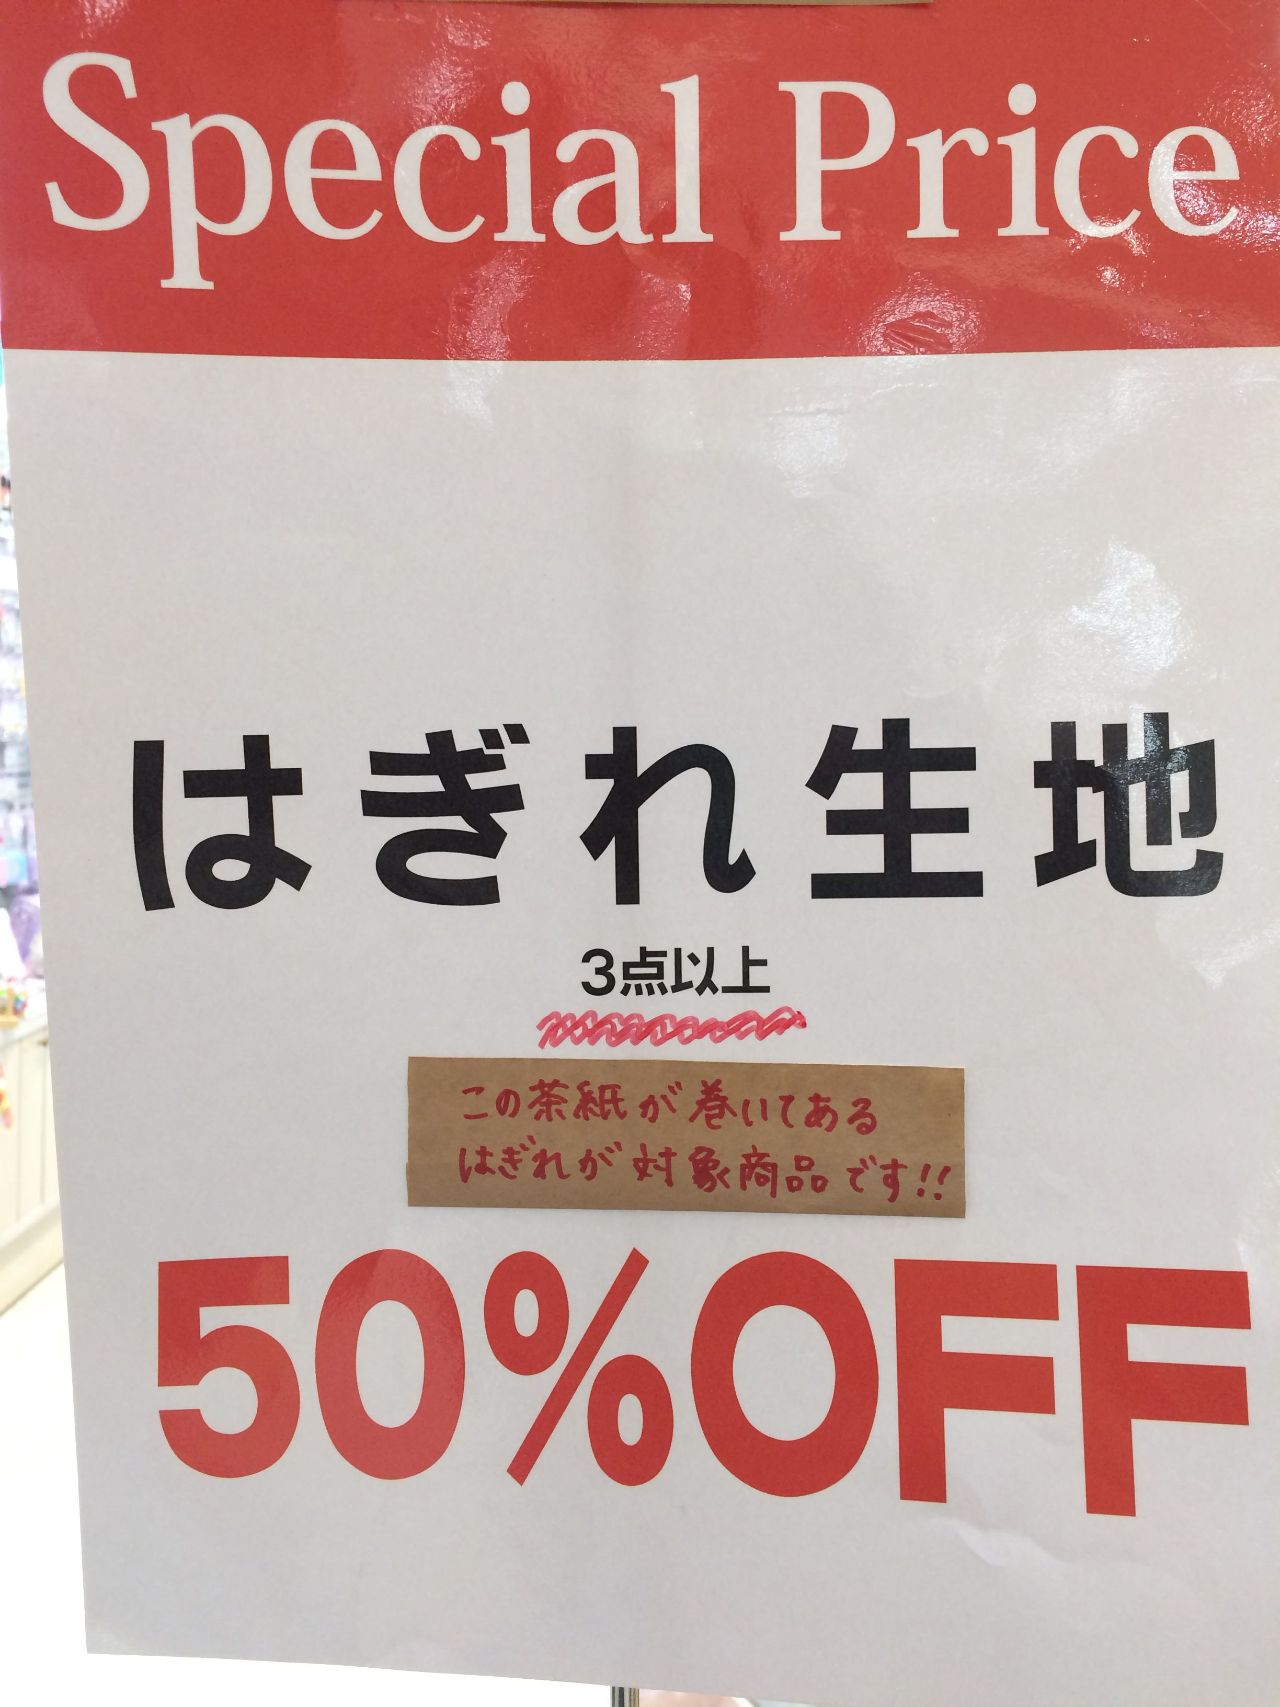 Special Price
はぎれ生地
3点以上
この茶紙が巻いてある
はぎれが対象商品です!!
50%OFF